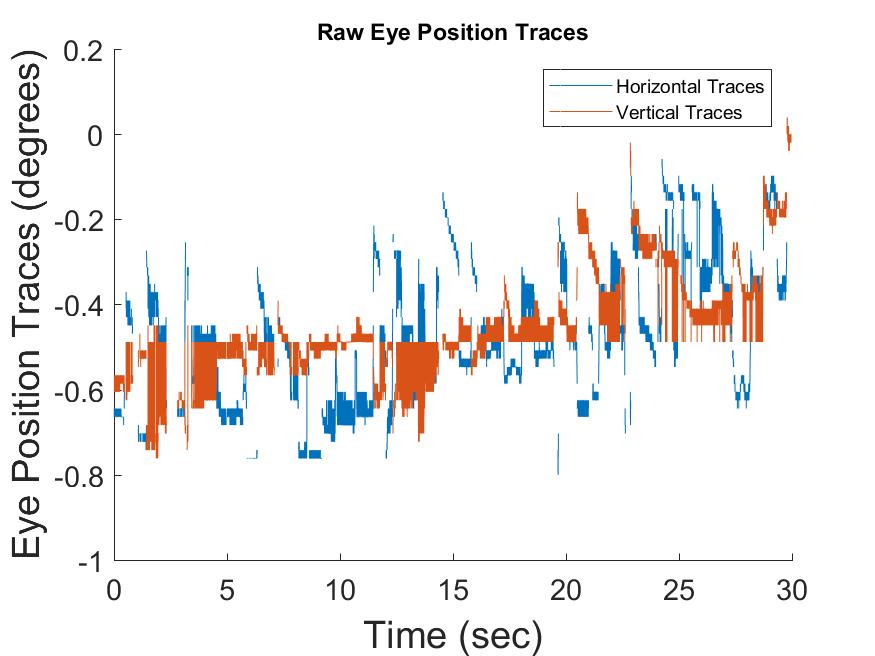 Raw Eye Position Traces
Horizontal Traces
Vertical Traces
Eye Position Traces (degrees)
0.2
0
-0.2
-0.4
-0.6
-0.8
-1
0 5 10 15 20 25 30
Time (sec)